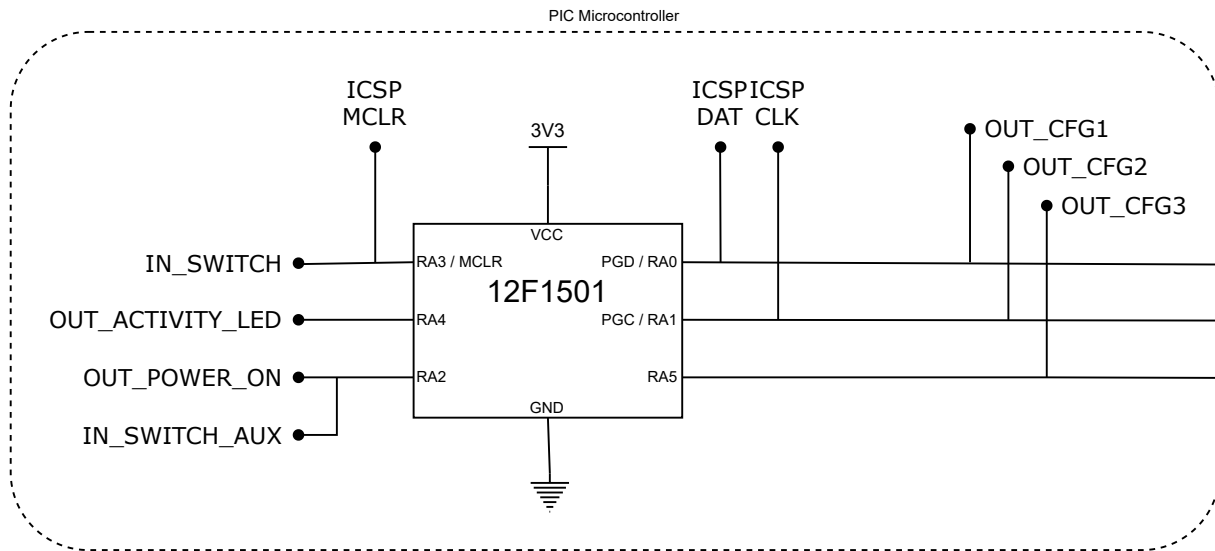 PIC Microcontroller
ICSP
MCLR
3V3
ICSP
DAT
ICSP
CLK
OUT_CFG1
OUT_CFG2
OUT_CFG3
VCC
IN_SWITCH
RA3 / MCLR
PGD / RA0
12F1501
OUT_ACTIVITY_LED
RA4
PGC / RA1
OUT_POWER_ON
RA2
RA5
GND
IN_SWITCH_AUX